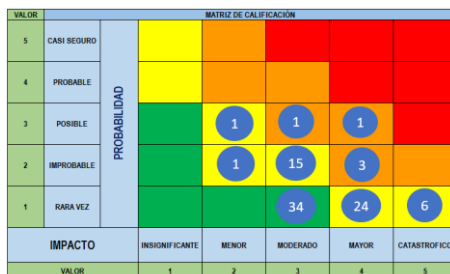 VALOR MATRIZ DE CALIFICACIÓN
5 CASI SEGURO
4 PROBABLE
PROBABILIDAD
3 POSIBLE 1 1 1
2 IMPROBABLE 1 15 3
1 RARA VEZ 34 24 6
IMPACTO INSIGNIFICANTE MENOR MODERADO MAYOR CATASTROFICO
VALOR 1 2 3 4 5